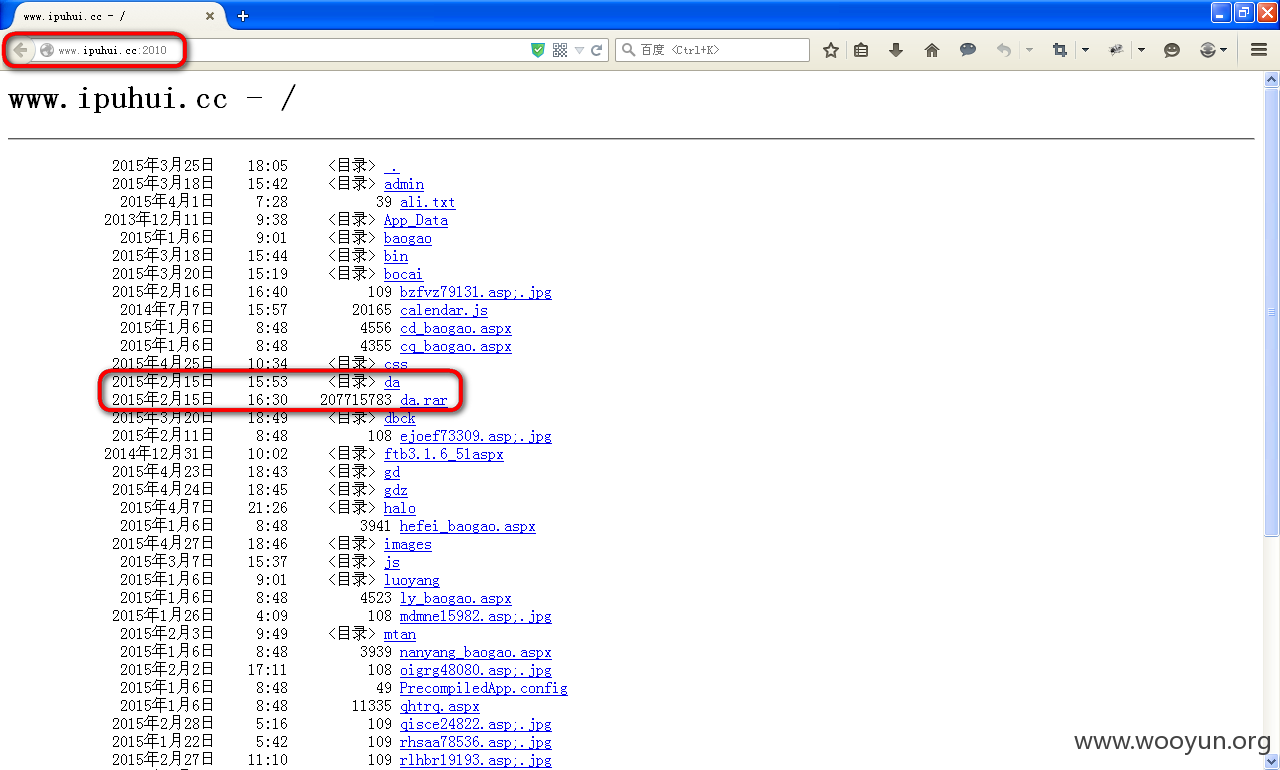 www.ipuhui.cc - /
www.ipuhui.cc:2010
百度 <Ctrl+K>
www.ipuhui.cc - /
2015年3月25日 18:05 <目录> .
2015年3月18日 15:42 <目录> admin
2015年4月1日 7:28 39 ali.txt
2013年12月11日 9:38 <目录> App_Data
2015年1月6日 9:01 <目录> baogao
2015年3月18日 15:44 <目录> bin
2015年3月20日 15:19 <目录> bocai
2015年2月16日 16:40 109 bzfvz79131.asp;.jpg
2014年7月7日 15:57 20165 calendar.js
2015年1月6日 8:48 4556 cd_baogao.aspx
2015年1月6日 8:48 4355 cq_baogao.aspx
2015年4月25日 10:34 <目录> css
2015年2月15日 15:53 <目录> da
2015年2月15日 16:30 207715783 da.rar
2015年3月20日 18:49 <目录> dbck
2015年2月11日 8:48 108 ejoef73309.asp;.jpg
2014年12月31日 10:02 <目录> ftb3.1.6_51aspx
2015年4月23日 18:43 <目录> gd
2015年4月24日 18:45 <目录> gdz
2015年4月7日 21:26 <目录> halo
2015年1月6日 8:48 3941 hefei_baogao.aspx
2015年4月27日 18:46 <目录> images
2015年3月7日 15:37 <目录> js
2015年1月6日 9:01 <目录> luoyang
2015年1月6日 8:48 4523 ly_baogao.aspx
2015年1月26日 4:09 108 mdmne15982.asp;.jpg
2015年2月3日 9:49 <目录> mtan
2015年1月6日 8:48 3939 nanyang_baogao.aspx
2015年2月2日 17:11 108 oigrg48080.asp;.jpg
2015年1月6日 8:48 49 PrecompiledApp.config
2015年1月6日 8:48 11335 qhtrq.aspx
2015年2月28日 5:16 109 qisce24822.asp;.jpg
2015年1月22日 5:42 109 rhsaa78536.asp;.jpg
2015年2月27日 11:10 109 rlhbr19193.asp;.jpg
www.wooyun.org